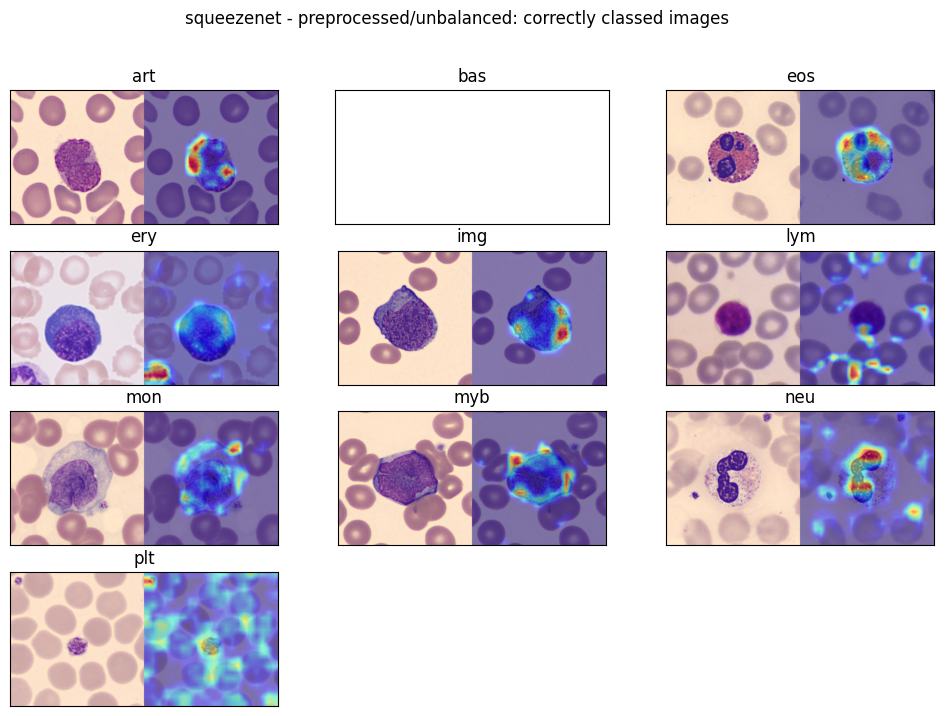 squeezenet - preprocessed/unbalanced: correctly classed images
art
bas
eos
ery
img
lym
mon
myb
neu
plt